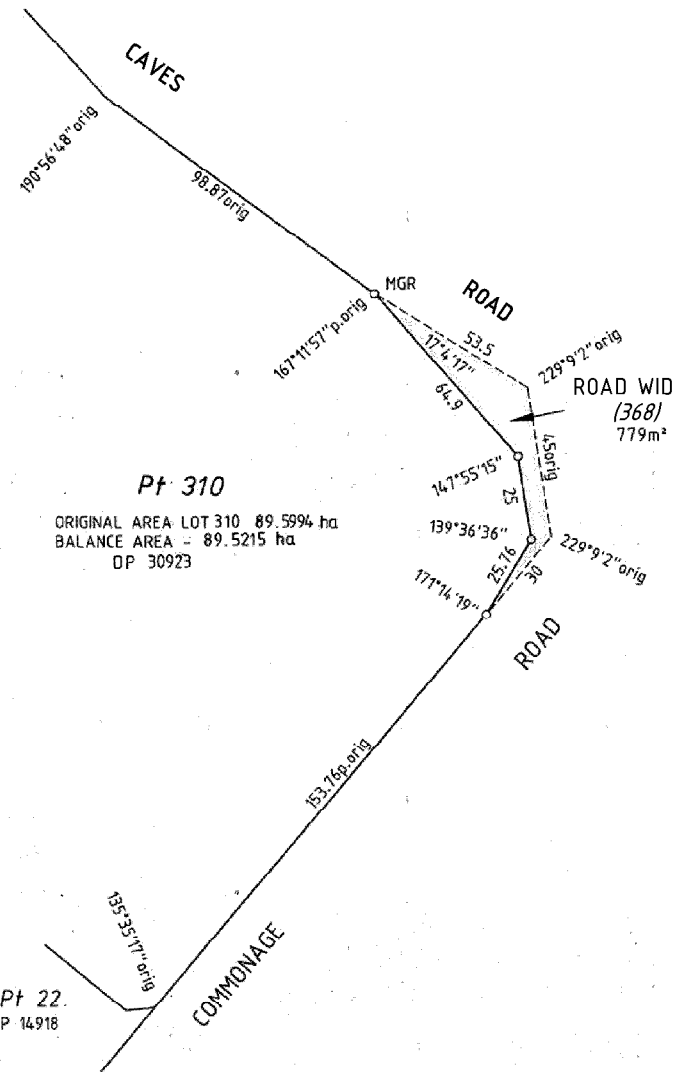 CAVES
190°56'48"orig
98.87orig
MGR
ROAD
167°11'57"p.orig
53.5
17°4'17"
64.9
229°9'2"orig
ROAD WID
(368)
779m²
45orig
147°55'15"
25
Pt 310
ORIGINAL AREA LOT 310 89.5994 ha
BALANCE AREA - 89.5215 ha
DP 30923
139°36'36"
229°9'2"orig
25.76
30
171°14'19"
ROAD
153.76p.orig
135°35'17"orig
COMMONAGE
Pt 22.
P 14918